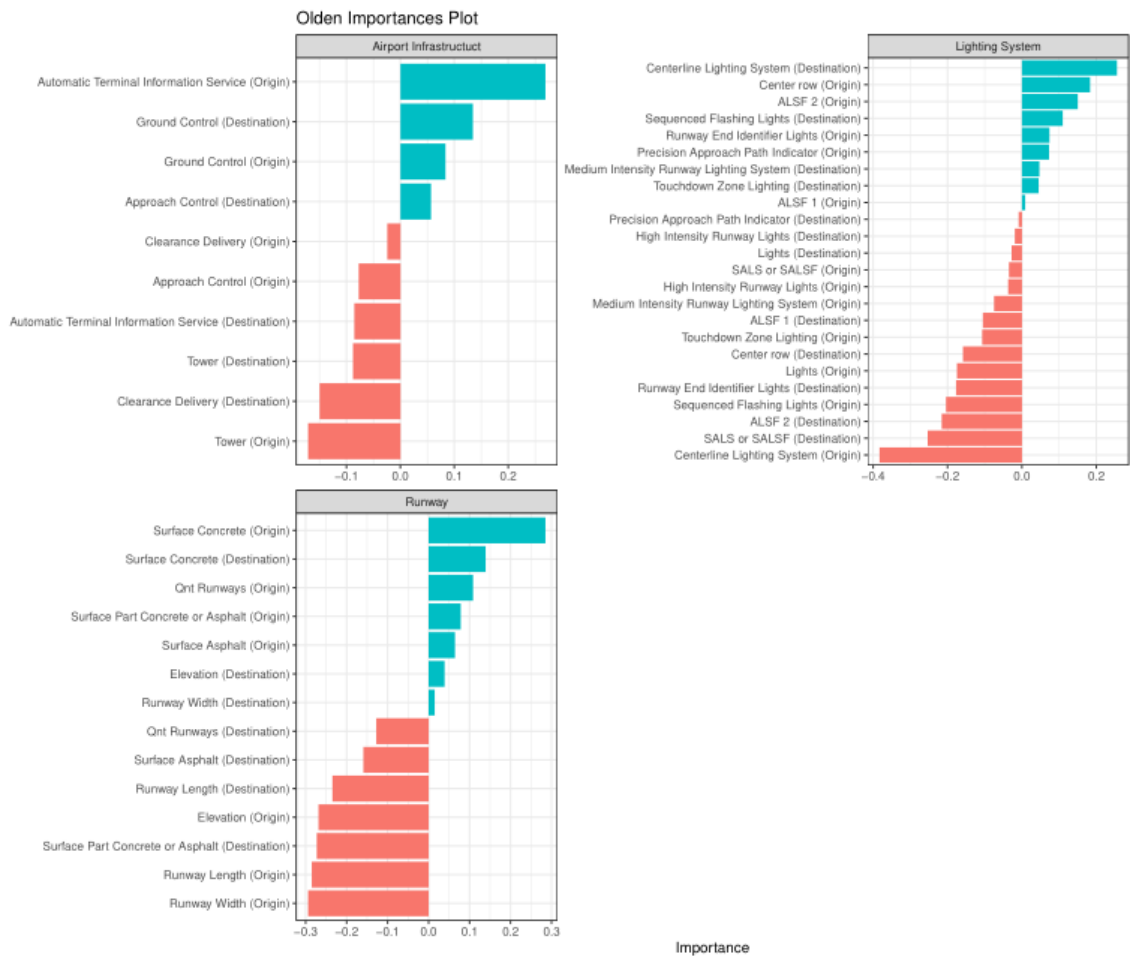 Olden Importances Plot
Airport Infrastructuct
Automatic Terminal Information Service (Origin)
Ground Control (Destination)
Ground Control (Origin)
Approach Control (Destination)
Clearance Delivery (Origin)
Approach Control (Origin)
Automatic Terminal Information Service (Destination)
Tower (Destination)
Clearance Delivery (Destination)
Tower (Origin)
−0.1 0.0 0.1 0.2
Lighting System
Centerline Lighting System (Destination)
Center row (Origin)
ALSF 2 (Origin)
Sequenced Flashing Lights (Destination)
Runway End Identifier Lights (Origin)
Precision Approach Path Indicator (Origin)
Medium Intensity Runway Lighting System (Destination)
Touchdown Zone Lighting (Destination)
ALSF 1 (Origin)
Precision Approach Path Indicator (Destination)
High Intensity Runway Lights (Destination)
Lights (Destination)
SALS or SALSF (Origin)
High Intensity Runway Lights (Origin)
Medium Intensity Runway Lighting System (Origin)
ALSF 1 (Destination)
Touchdown Zone Lighting (Origin)
Center row (Destination)
Lights (Origin)
Runway End Identifier Lights (Destination)
Sequenced Flashing Lights (Origin)
ALSF 2 (Destination)
SALS or SALSF (Destination)
Centerline Lighting System (Origin)
−0.4 −0.2 0.0 0.2
Runway
Surface Concrete (Origin)
Surface Concrete (Destination)
Qnt Runways (Origin)
Surface Part Concrete or Asphalt (Origin)
Surface Asphalt (Origin)
Elevation (Destination)
Runway Width (Destination)
Qnt Runways (Destination)
Surface Asphalt (Destination)
Runway Length (Destination)
Elevation (Origin)
Surface Part Concrete or Asphalt (Destination)
Runway Length (Origin)
Runway Width (Origin)
−0.3 −0.2 −0.1 0.0 0.1 0.2 0.3
Importance